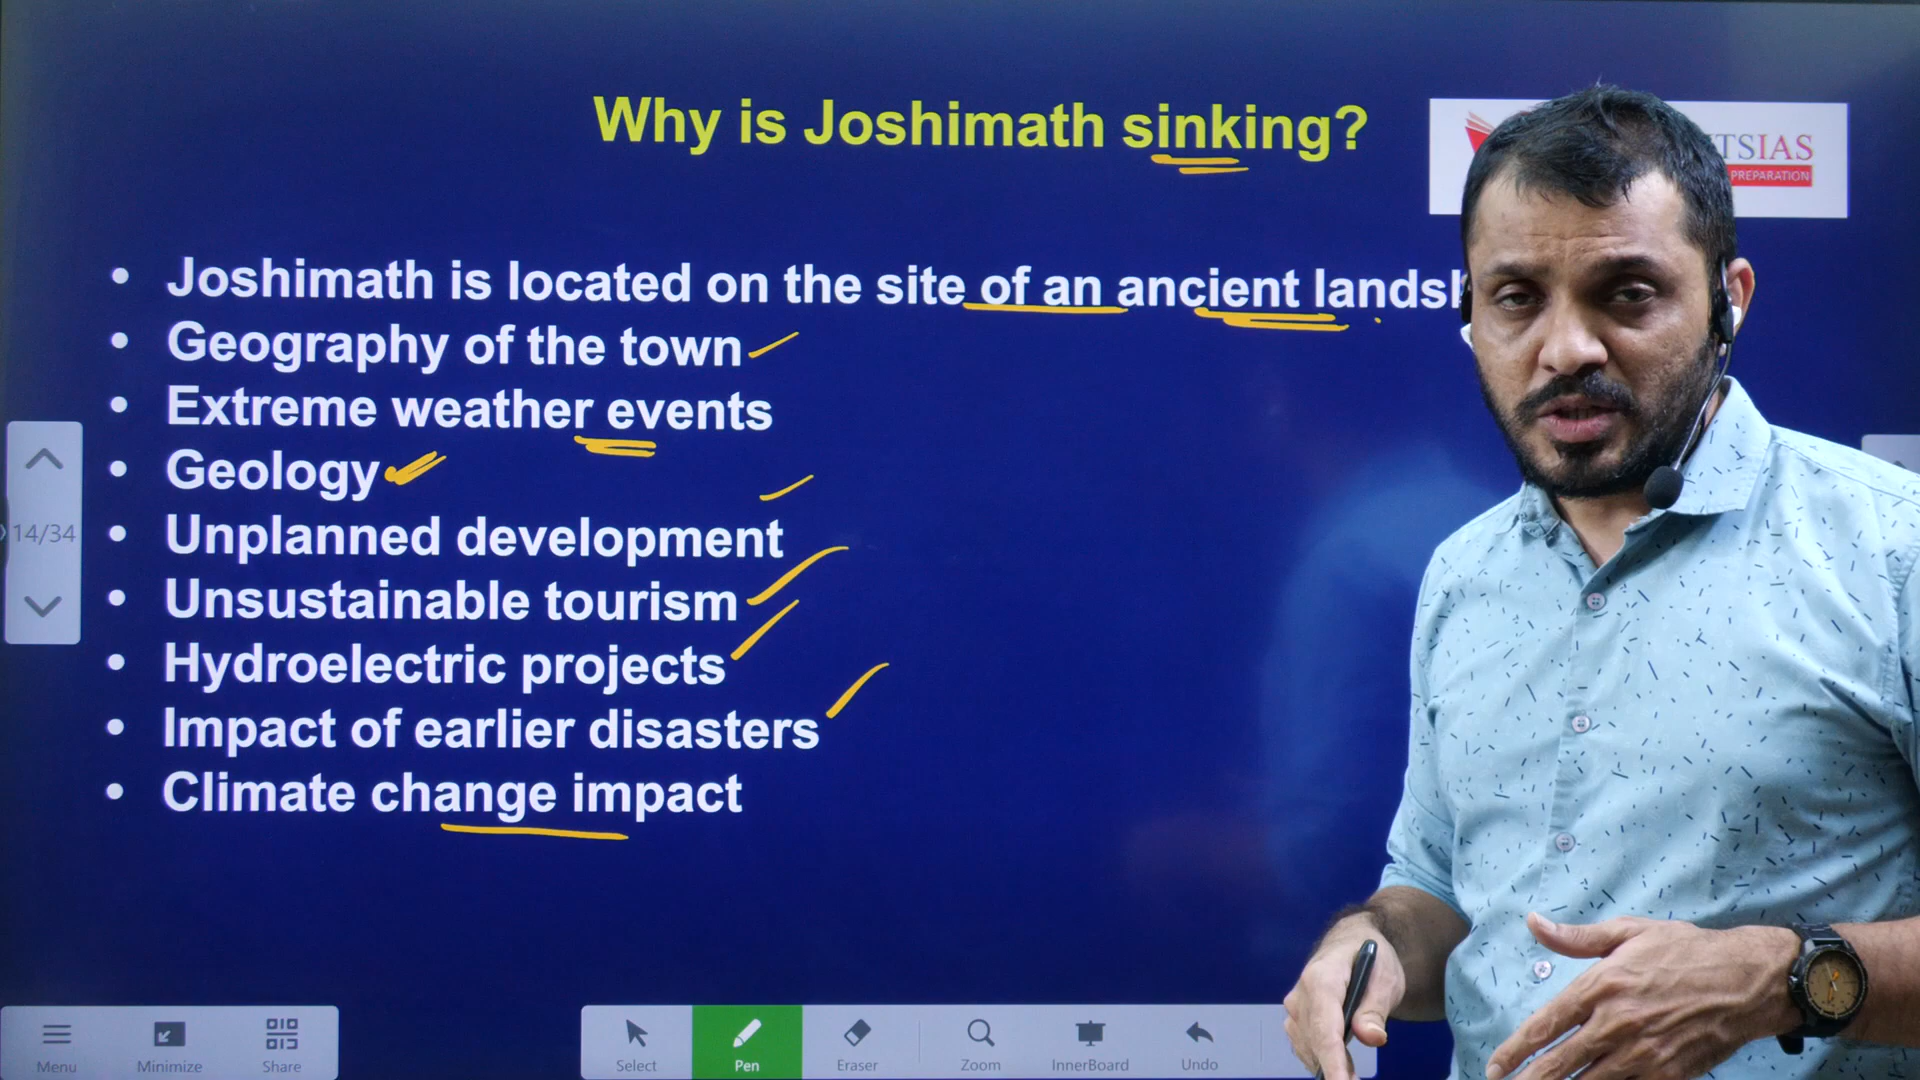 Why is Joshimath sinking?
TSIAS
PREPARATION
• Joshimath is located on the site of an ancient
• Geography of the town
• Extreme weather events
• Geology
• Unplanned development
• Unsustainable tourism
• Hydroelectric projects
• Impact of earlier disasters
• Climate change impact
14/34
Menu Minimize Share Select Pen Eraser Zoom InnerBoard Undo